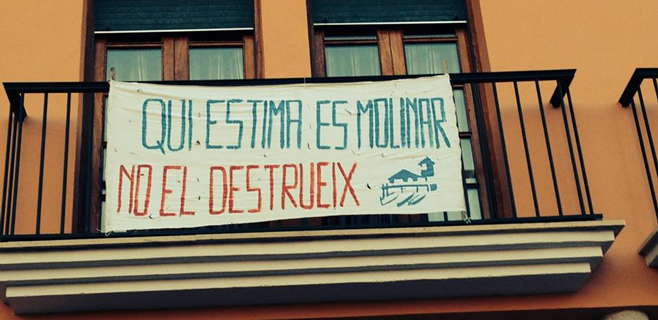 QUI ESTIMA ES MOLINAR
NO EL DESTRUEIX